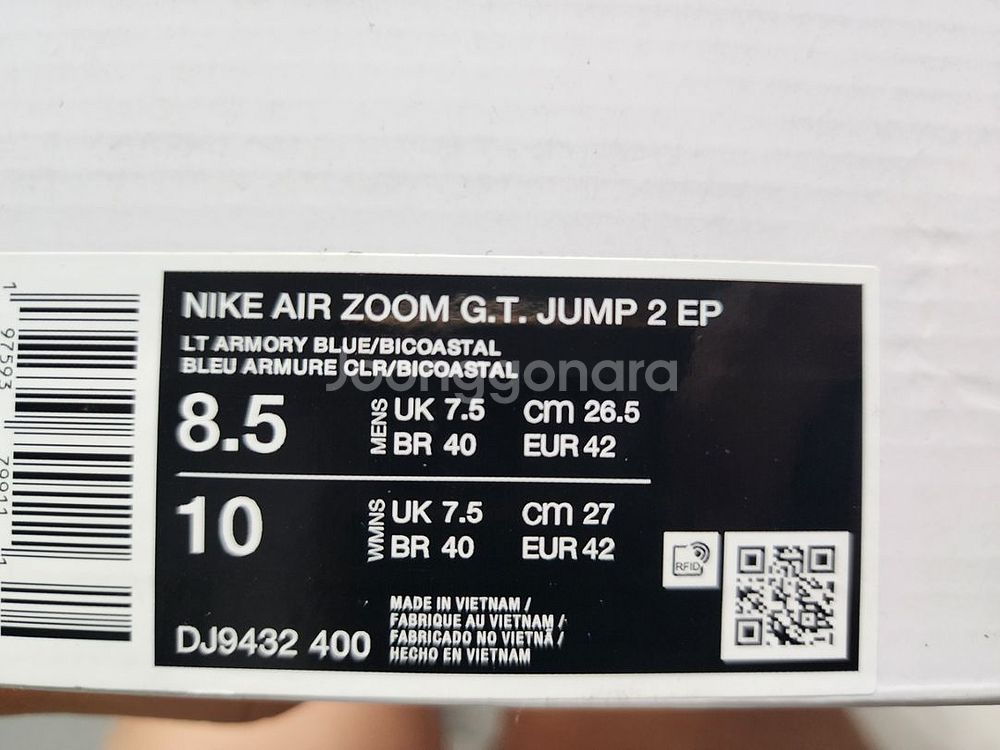 NIKE AIR ZOOM G.T. JUMP 2 EP
LT ARMORY BLUE/BICOASTAL
BLEU ARMURE CLR/BICOASTAL
Joonggonara
8.5 MENS UK 7.5 cm 26.5
BR 40 EUR 42
10 WMNS UK 7.5 cm 27
BR 40 EUR 42
RFID
MADE IN VIETNAM /
FABRIQUE AU VIETNAM /
FABRICADO NO VIETNÃ /
HECHO EN VIETNAM
DJ9432 400